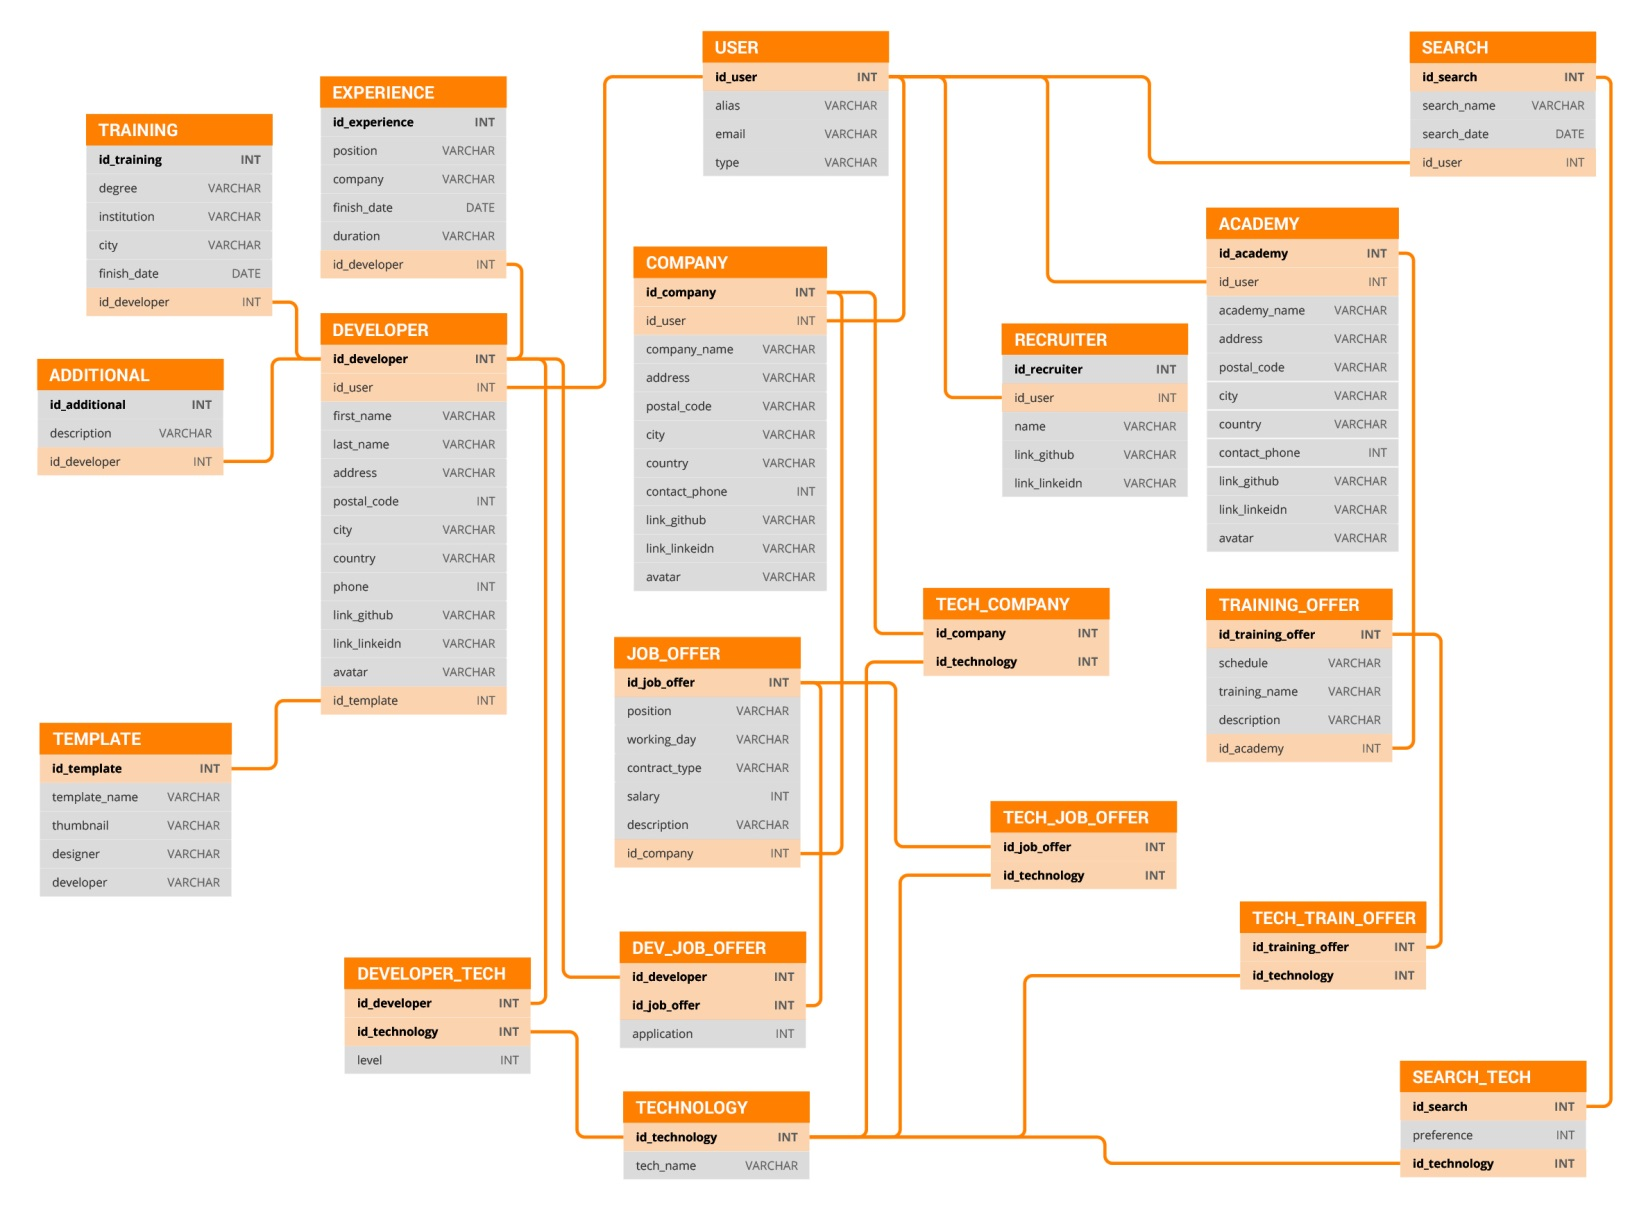 USER
id_user INT
alias VARCHAR
email VARCHAR
type VARCHAR
SEARCH
id_search INT
search_name VARCHAR
search_date DATE
id_user INT
EXPERIENCE
id_experience INT
position VARCHAR
company VARCHAR
finish_date DATE
duration VARCHAR
id_developer INT
TRAINING
id_training INT
degree VARCHAR
institution VARCHAR
city VARCHAR
finish_date DATE
id_developer INT
ACADEMY
id_academy INT
id_user INT
academy_name VARCHAR
address VARCHAR
postal_code VARCHAR
city VARCHAR
country VARCHAR
contact_phone INT
link_github VARCHAR
link_linkeidn VARCHAR
avatar VARCHAR
COMPANY
id_company INT
id_user INT
company_name VARCHAR
address VARCHAR
postal_code VARCHAR
city VARCHAR
country VARCHAR
contact_phone INT
link_github VARCHAR
link_linkeidn VARCHAR
avatar VARCHAR
DEVELOPER
id_developer INT
id_user INT
first_name VARCHAR
last_name VARCHAR
address VARCHAR
postal_code INT
city VARCHAR
country VARCHAR
phone INT
link_github VARCHAR
link_linkeidn VARCHAR
avatar VARCHAR
id_template INT
RECRUITER
id_recruiter INT
id_user INT
name VARCHAR
link_github VARCHAR
link_linkeidn VARCHAR
ADDITIONAL
id_additional INT
description VARCHAR
id_developer INT
TECH_COMPANY
id_company INT
id_technology INT
TRAINING_OFFER
id_training_offer INT
schedule VARCHAR
training_name VARCHAR
description VARCHAR
id_academy INT
JOB_OFFER
id_job_offer INT
position VARCHAR
working_day VARCHAR
contract_type VARCHAR
salary INT
description VARCHAR
id_company INT
TEMPLATE
id_template INT
template_name VARCHAR
thumbnail VARCHAR
designer VARCHAR
developer VARCHAR
TECH_JOB_OFFER
id_job_offer INT
id_technology INT
TECH_TRAIN_OFFER
id_training_offer INT
id_technology INT
DEV_JOB_OFFER
id_developer INT
id_job_offer INT
application INT
DEVELOPER_TECH
id_developer INT
id_technology INT
level INT
SEARCH_TECH
id_search INT
preference INT
id_technology INT
TECHNOLOGY
id_technology INT
tech_name VARCHAR